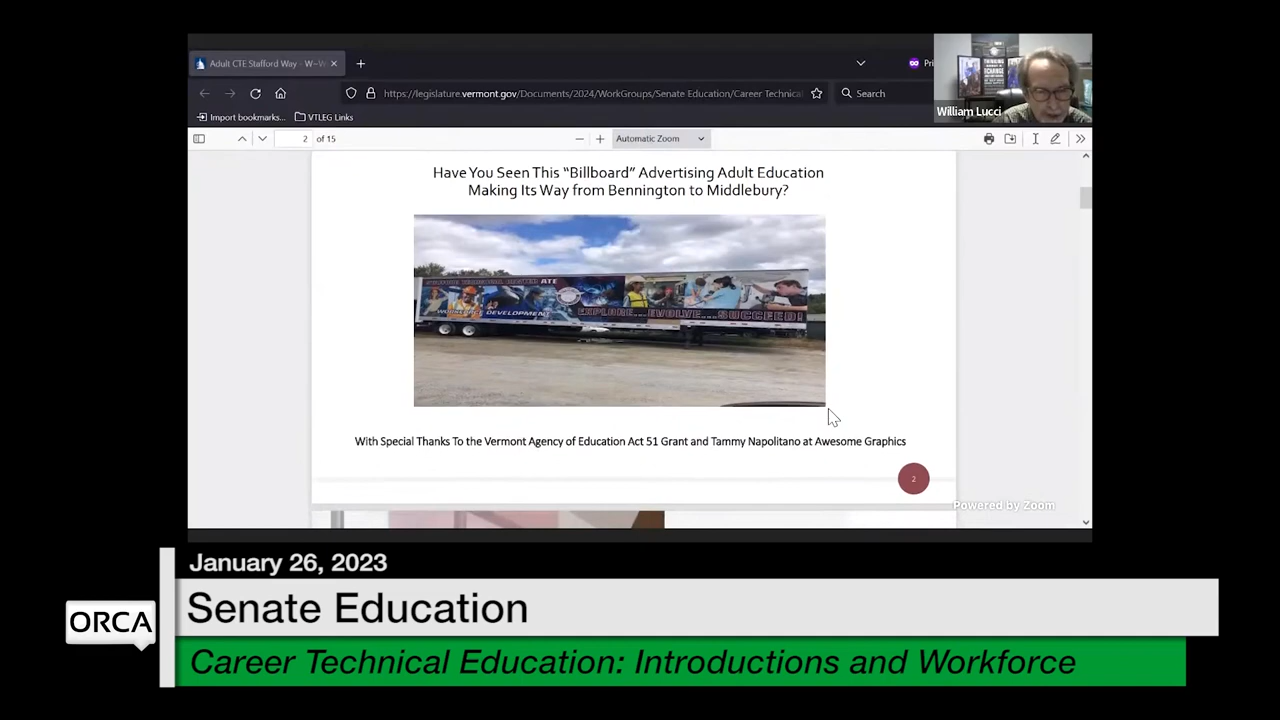 Adult CTE Stafford Way - W
William Lucci
https://legislature.vermont.gov/Documents/2024/WorkGroups/Senate Education/Career Technical
Search
Import bookmarks...
VTLEG Links
2 of 15
Automatic Zoom
Have You Seen This “Billboard” Advertising Adult Education
Making Its Way from Bennington to Middlebury?
WORKFORCE DEVELOPMENT
EXPLORE...EVOLVE...SUCCEED!
With Special Thanks To the Vermont Agency of Education Act 51 Grant and Tammy Napolitano at Awesome Graphics
2
Powered by Zoom
January 26, 2023
ORCA
Senate Education
Career Technical Education: Introductions and Workforce